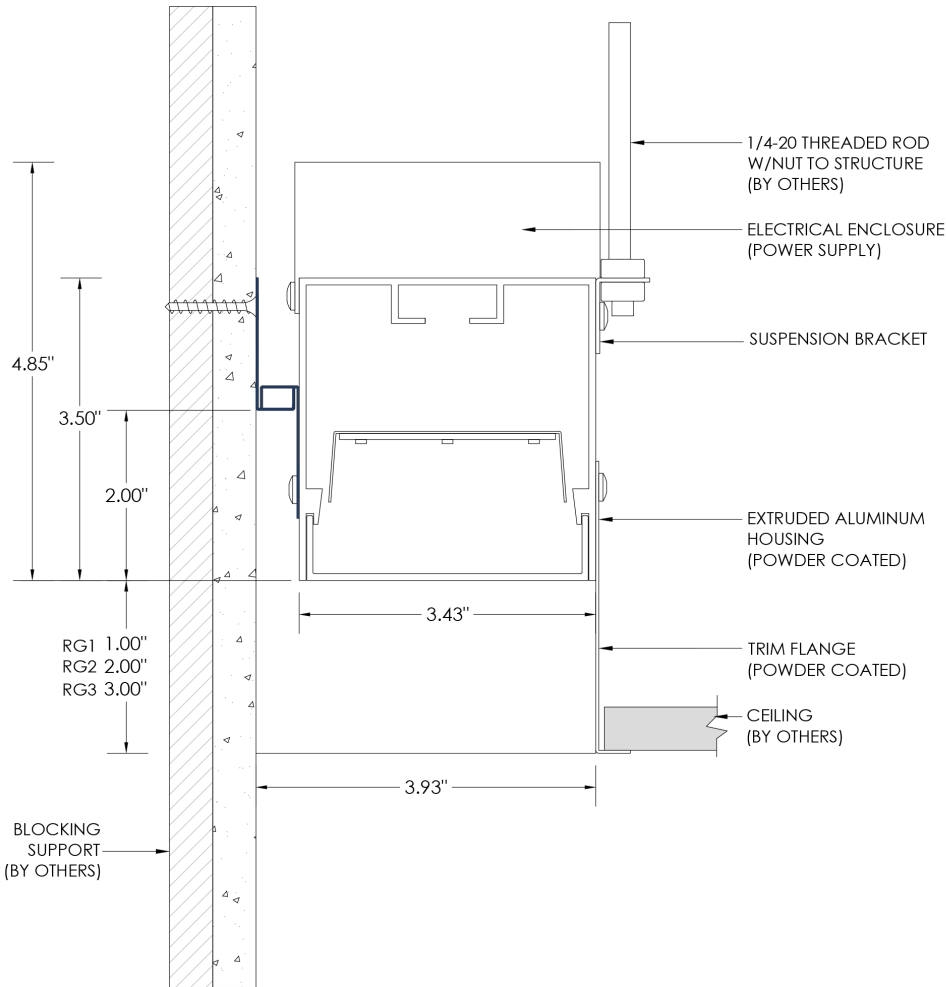 1/4-20 THREADED ROD
W/NUT TO STRUCTURE
(BY OTHERS)
ELECTRICAL ENCLOSURE
(POWER SUPPLY)
SUSPENSION BRACKET
4.85"
3.50"
2.00"
EXTRUDED ALUMINUM
HOUSING
(POWDER COATED)
3.43"
RG1 1.00"
RG2 2.00"
RG3 3.00"
TRIM FLANGE
(POWDER COATED)
CEILING
(BY OTHERS)
3.93"
BLOCKING
SUPPORT
(BY OTHERS)